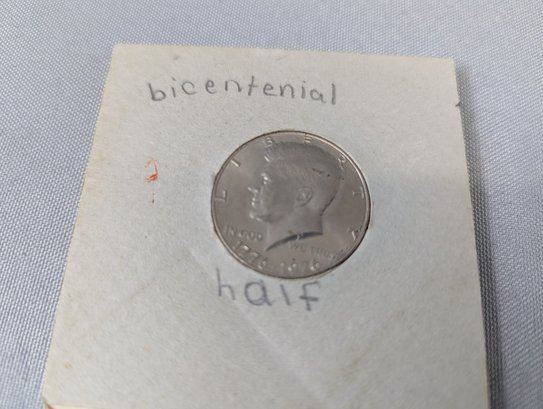 bicentenial
LIBERTY
IN GOD
WE TRUST
1776 1976
half